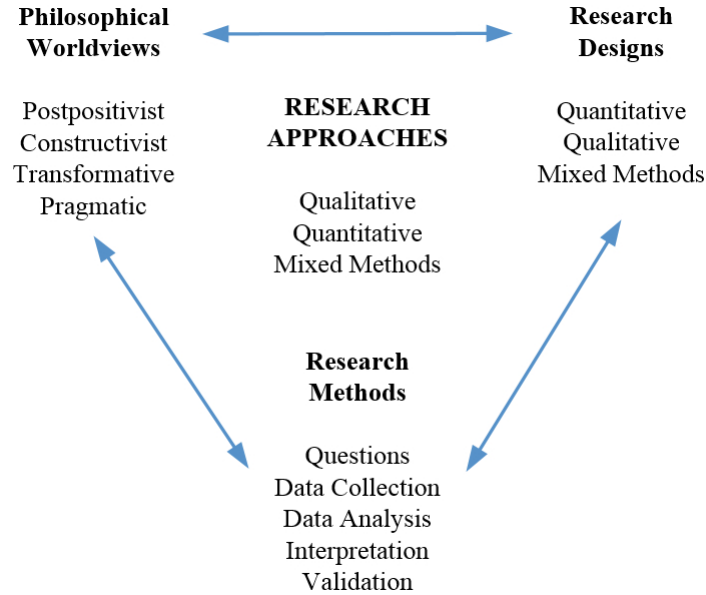 Philosophical
Worldviews
Postpositivist
Constructivist
Transformative
Pragmatic
RESEARCH
APPROACHES
Qualitative
Quantitative
Mixed Methods
Research
Designs
Quantitative
Qualitative
Mixed Methods
Research
Methods
Questions
Data Collection
Data Analysis
Interpretation
Validation